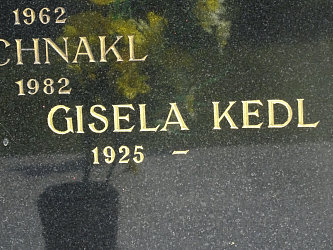 1962
CHNAKL
1982
GISELA KEDL
1925 –